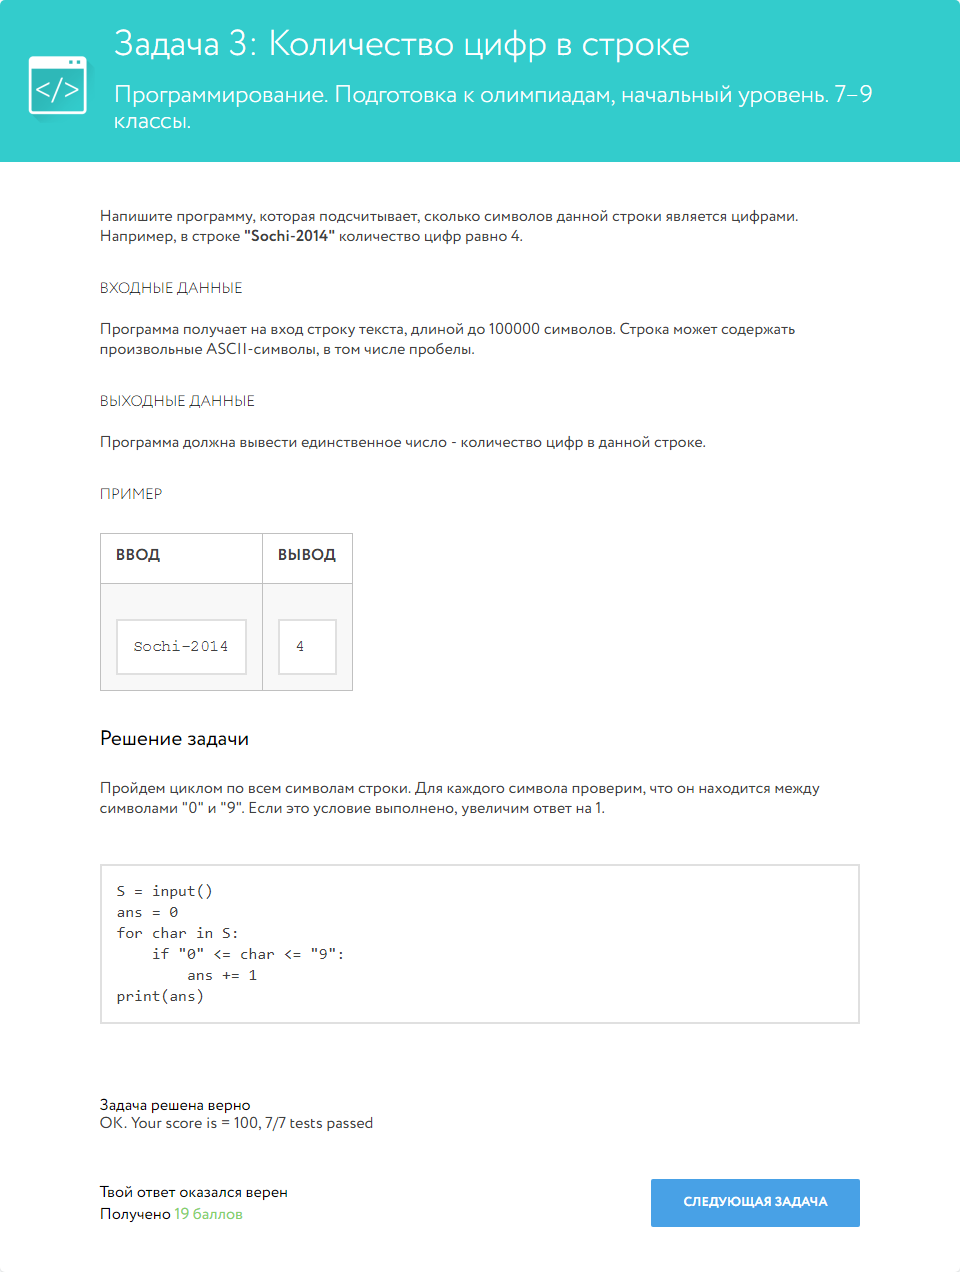 Задача 3: Количество цифр в строке
</>
Программирование. Подготовка к олимпиадам, начальный уровень. 7–9
классы.
Напишите программу, которая подсчитывает, сколько символов данной строки является цифрами.
Например, в строке "Sochi-2014" количество цифр равно 4.
ВХОДНЫЕ ДАННЫЕ
Программа получает на вход строку текста, длиной до 100000 символов. Строка может содержать
произвольные ASCII-символы, в том числе пробелы.
ВЫХОДНЫЕ ДАННЫЕ
Программа должна вывести единственное число - количество цифр в данной строке.
ПРИМЕР
ВВОД ВЫВОД
Sochi-2014 4
Решение задачи
Пройдем циклом по всем символам строки. Для каждого символа проверим, что он находится между
символами "0" и "9". Если это условие выполнено, увеличим ответ на 1.
S = input()
ans = 0
for char in S:
    if "0" <= char <= "9":
        ans += 1
print(ans)
Задача решена верно
OK. Your score is = 100, 7/7 tests passed
Твой ответ оказался верен
Получено 19 баллов
СЛЕДУЮЩАЯ ЗАДАЧА